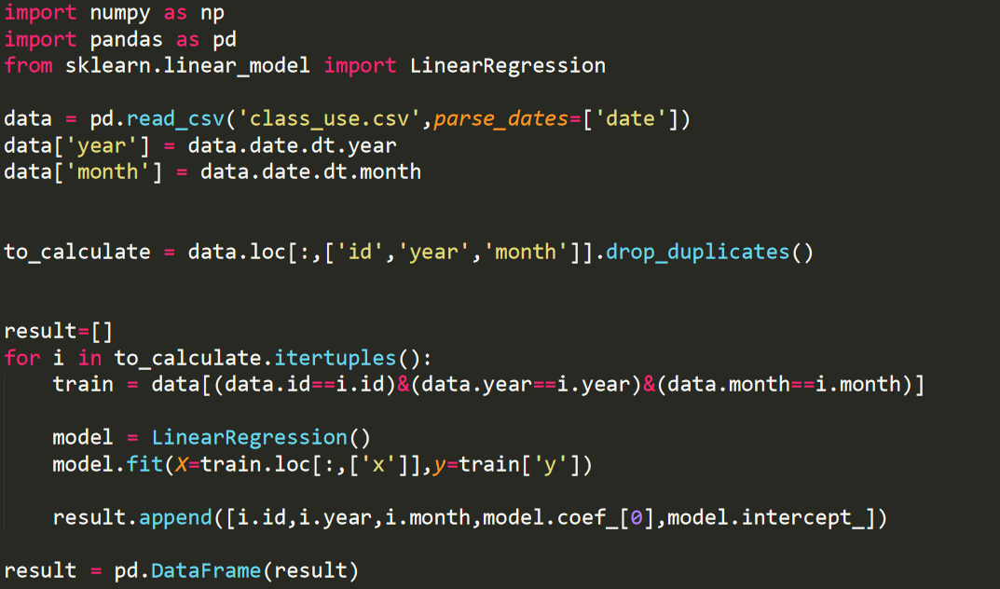 import numpy as np
import pandas as pd
from sklearn.linear_model import LinearRegression
data = pd.read_csv('class_use.csv',parse_dates=['date'])
data['year'] = data.date.dt.year
data['month'] = data.date.dt.month
to_calculate = data.loc[:,['id','year','month']].drop_duplicates()
result=[]
for i in to_calculate.itertuples():
    train = data[(data.id==i.id)&(data.year==i.year)&(data.month==i.month)]
    model = LinearRegression()
    model.fit(X=train.loc[:,['x']],y=train['y'])
    result.append([i.id,i.year,i.month,model.coef_[0],model.intercept_])
result = pd.DataFrame(result)